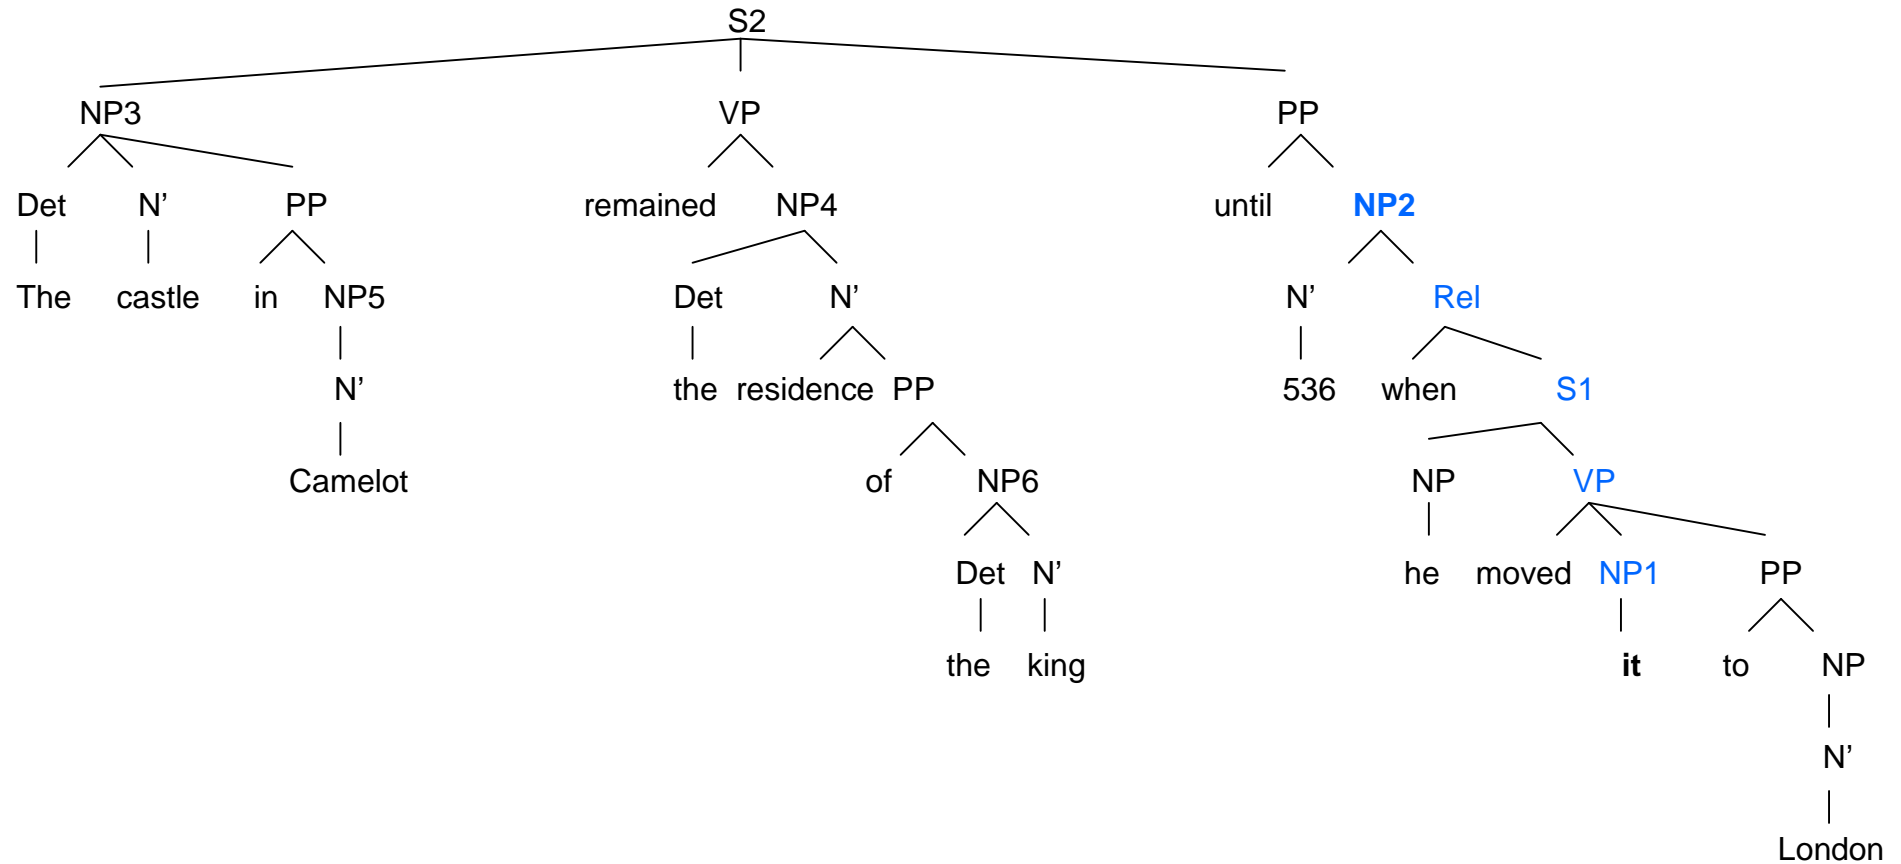 S2
NP3 VP PP
Det N’ PP remained NP4 until NP2
The castle in NP5 Det N’ N’ Rel
N’ the residence PP 536 when S1
Camelot of NP6 NP VP
Det N’ he moved NP1 PP
the king it to NP
N’
London